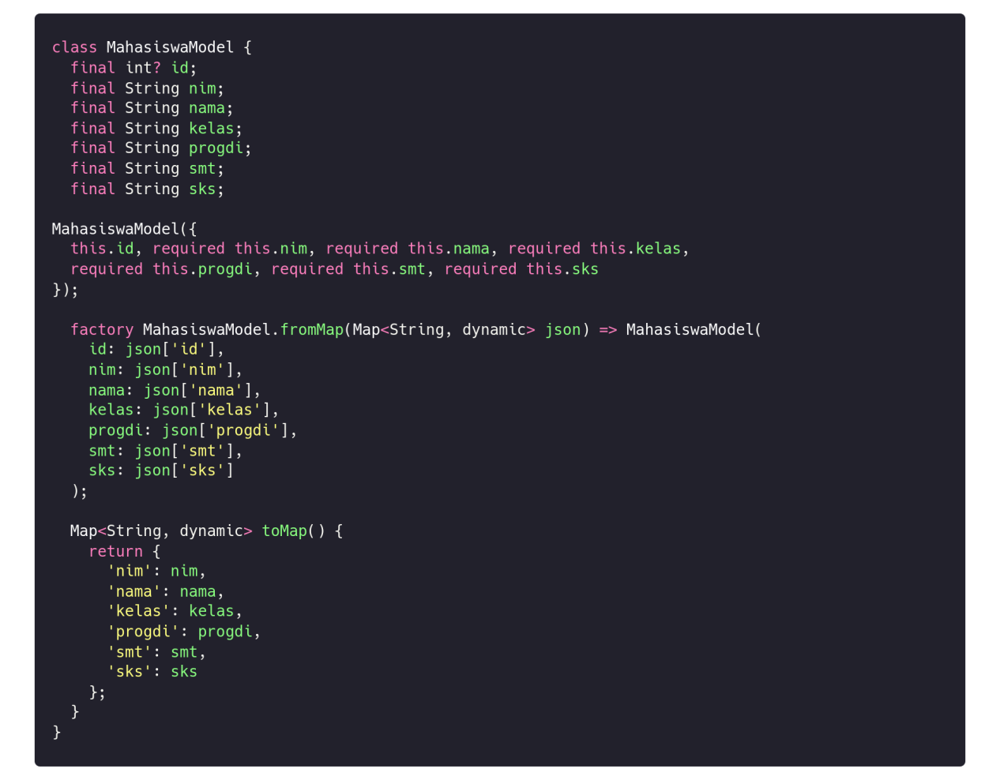 class MahasiswaModel {
  final int? id;
  final String nim;
  final String nama;
  final String kelas;
  final String progdi;
  final String smt;
  final String sks;

MahasiswaModel({
  this.id, required this.nim, required this.nama, required this.kelas,
  required this.progdi, required this.smt, required this.sks
});

  factory MahasiswaModel.fromMap(Map<String, dynamic> json) => MahasiswaModel(
    id: json['id'],
    nim: json['nim'],
    nama: json['nama'],
    kelas: json['kelas'],
    progdi: json['progdi'],
    smt: json['smt'],
    sks: json['sks']
  );

  Map<String, dynamic> toMap() {
    return {
      'nim': nim,
      'nama': nama,
      'kelas': kelas,
      'progdi': progdi,
      'smt': smt,
      'sks': sks
    };
  }
}